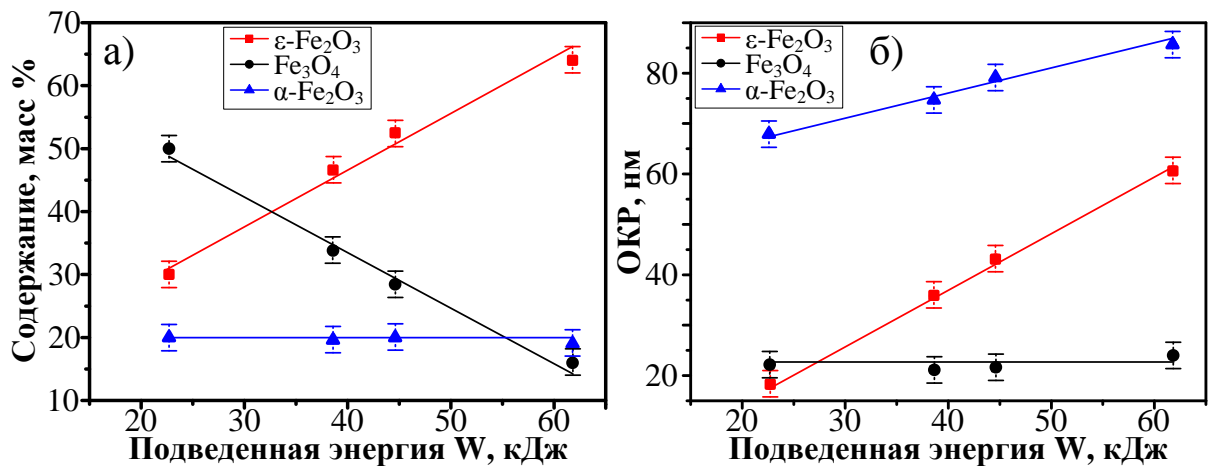 а)
ε-Fe₂O₃
Fe₃O₄
α-Fe₂O₃
Содержание, масс %
70
60
50
40
30
20
10
20 30 40 50 60
Подведенная энергия W, кДж
б)
ε-Fe₂O₃
Fe₃O₄
α-Fe₂O₃
ОКР, нм
80
60
40
20
20 30 40 50 60
Подведенная энергия W, кДж